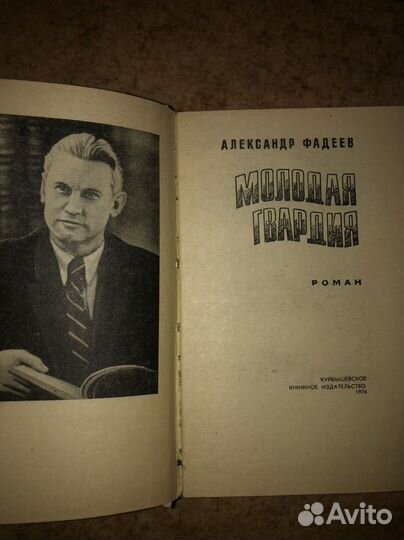 АЛЕКСАНДР ФАДЕЕВ
МОЛОДАЯ
ГВАРДИЯ
РОМАН
КУЙБЫШЕВСКОЕ
КНИЖНОЕ ИЗДАТЕЛЬСТВО
1976
Avito